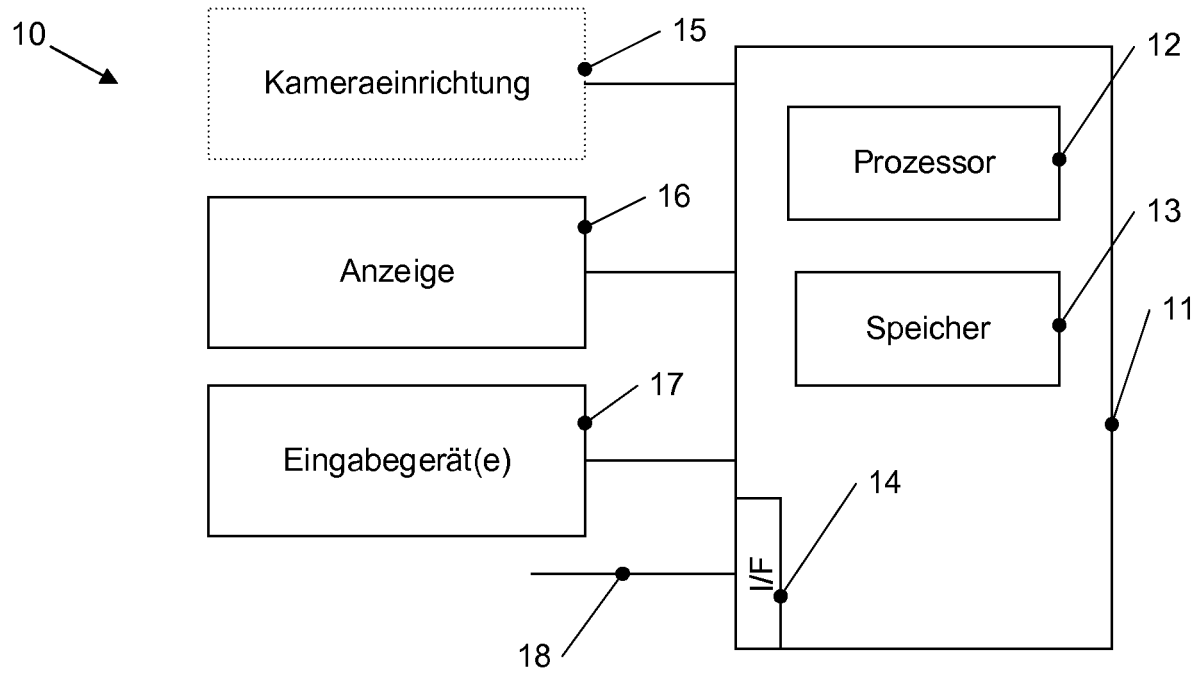 10
Kameraeinrichtung
15
12
Prozessor
16
Anzeige
13
Speicher
11
17
Eingabegerät(e)
14
I/F
18